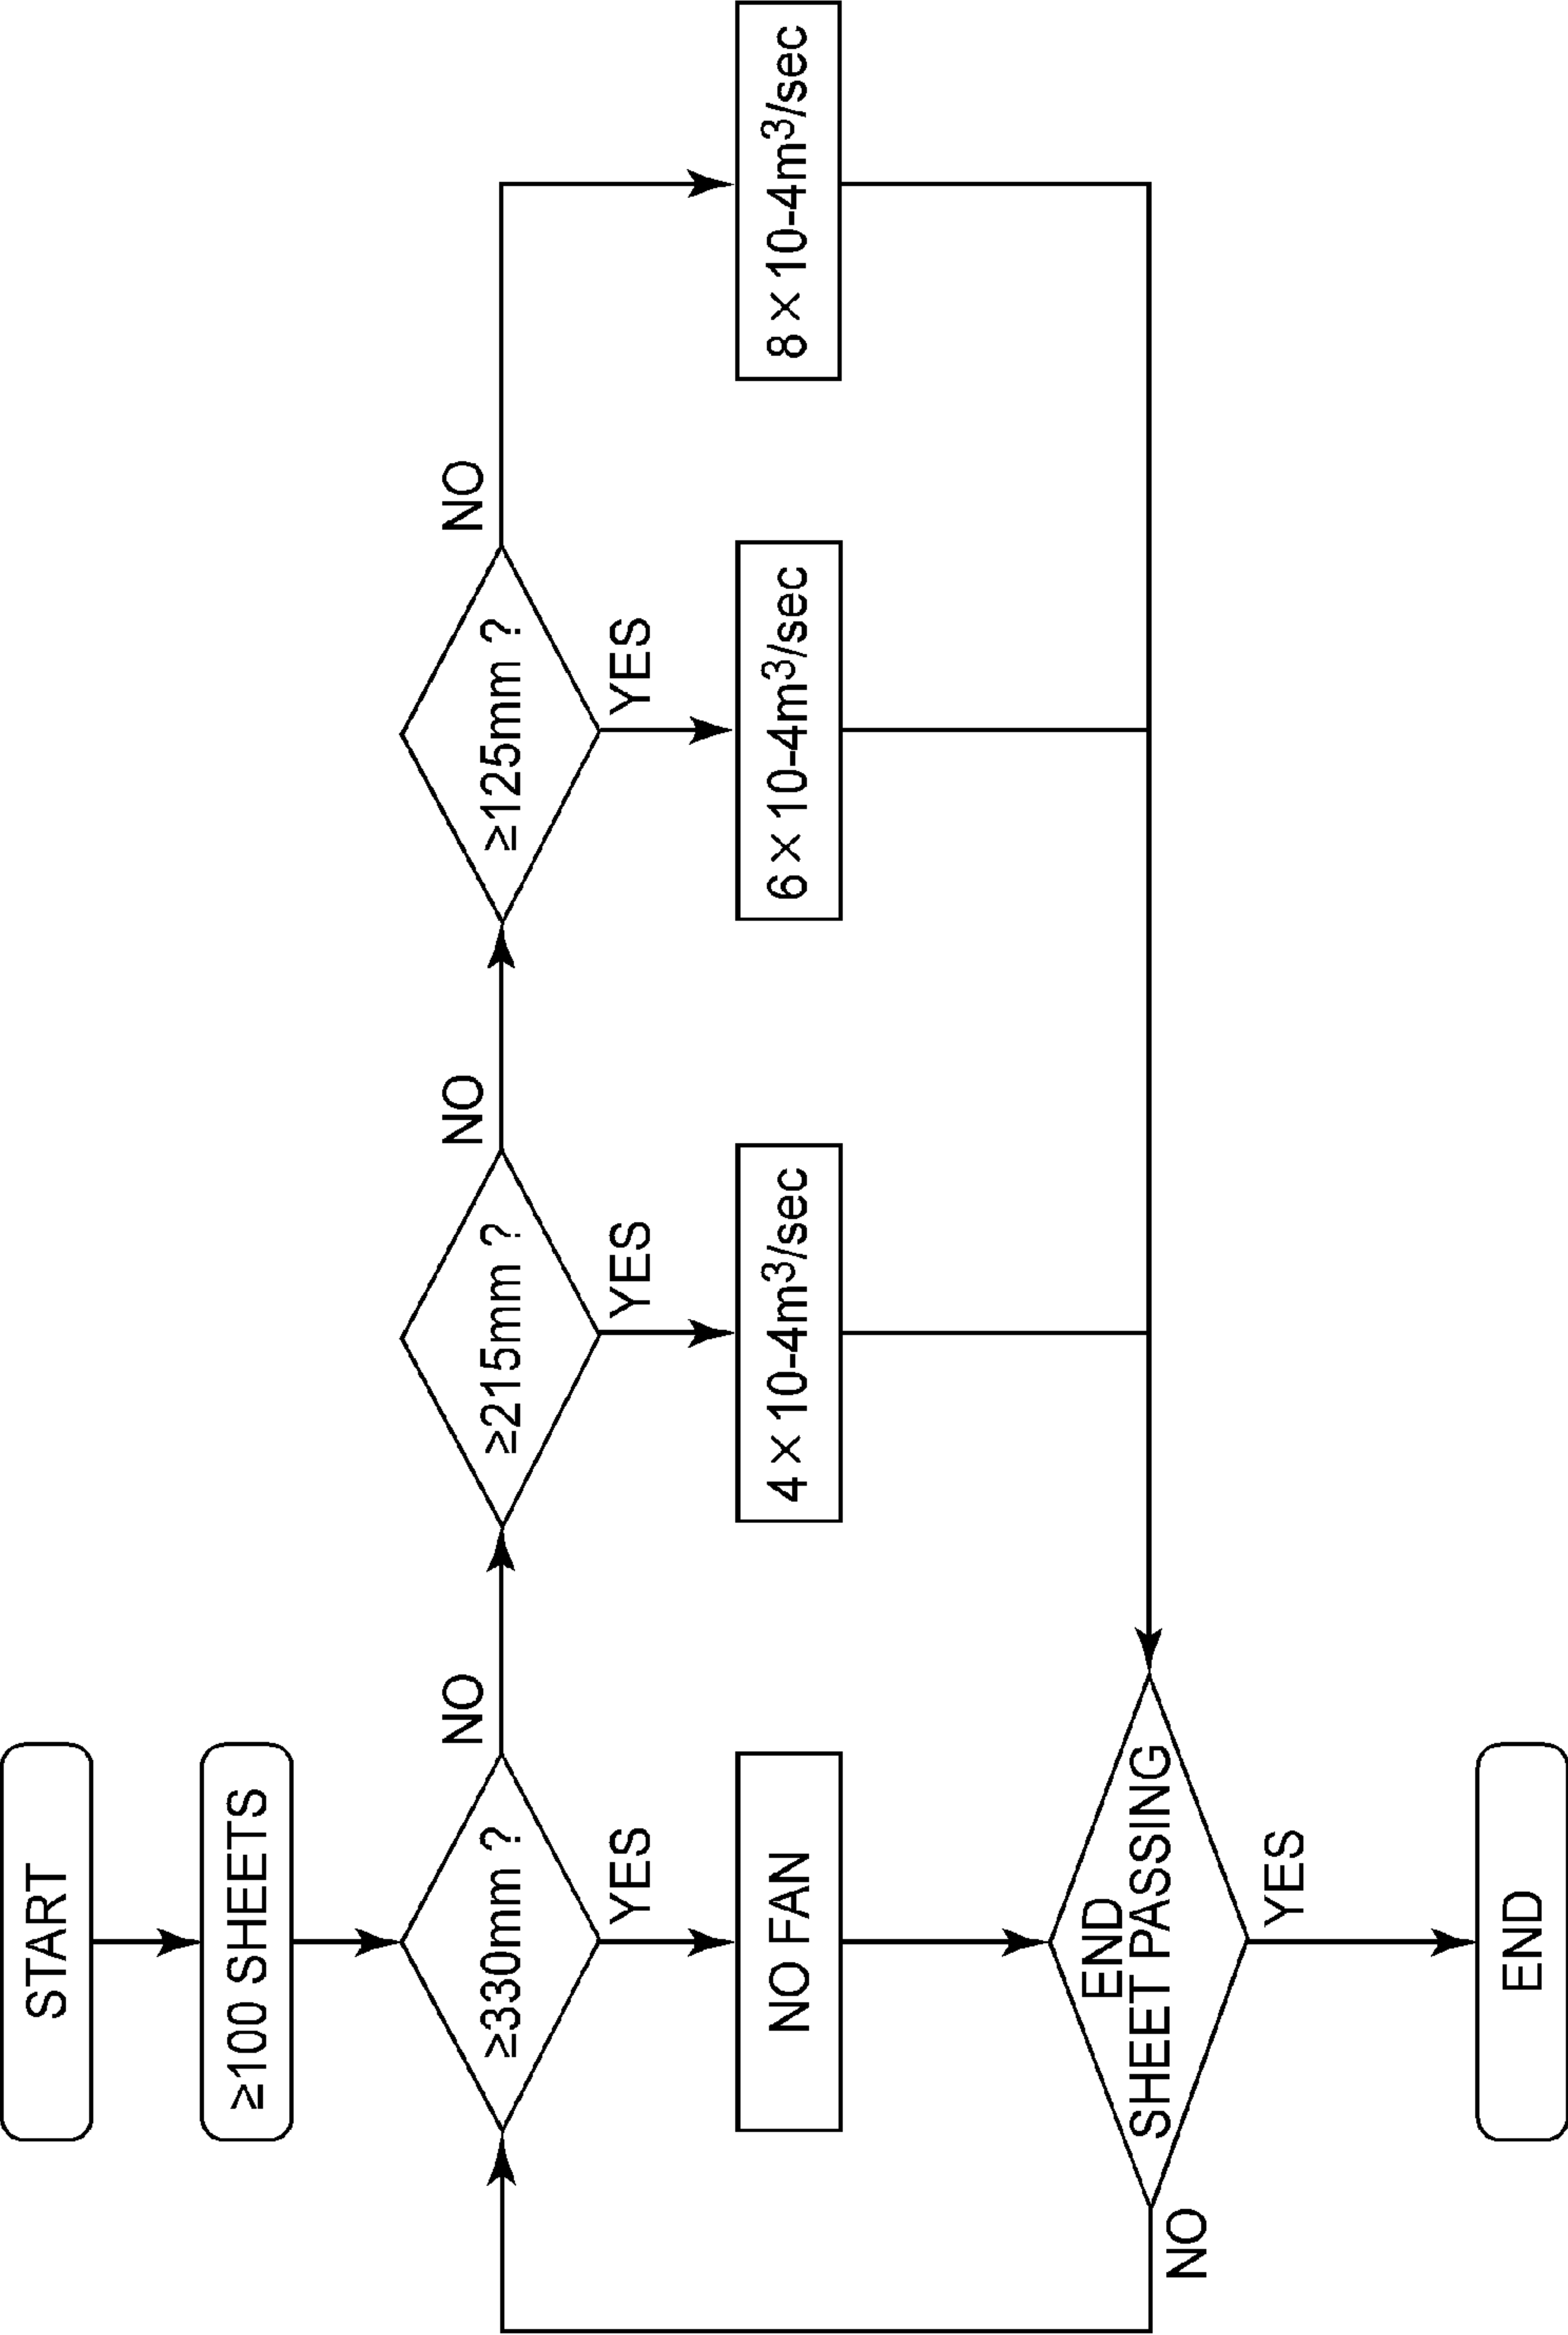 START
≥100 SHEETS
≥330mm ?
NO
≥215mm ?
NO
≥125mm ?
NO
YES
YES
YES
NO FAN
4×10-4m³/sec
6×10-4m³/sec
8×10-4m³/sec
END
SHEET PASSING
NO
YES
END